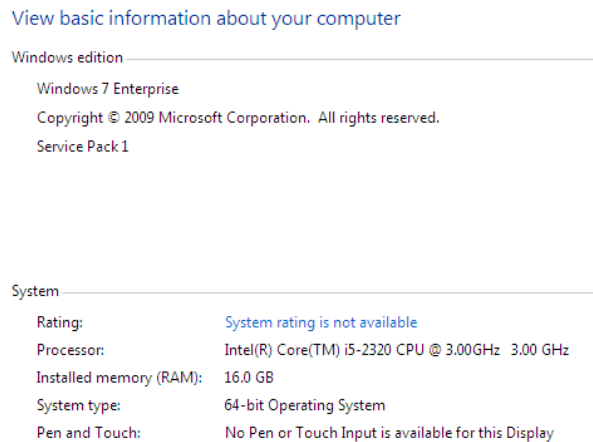 View basic information about your computer
Windows edition
Windows 7 Enterprise
Copyright © 2009 Microsoft Corporation.  All rights reserved.
Service Pack 1
System
Rating: System rating is not available
Processor: Intel(R) Core(TM) i5-2320 CPU @ 3.00GHz  3.00 GHz
Installed memory (RAM): 16.0 GB
System type: 64-bit Operating System
Pen and Touch: No Pen or Touch Input is available for this Display